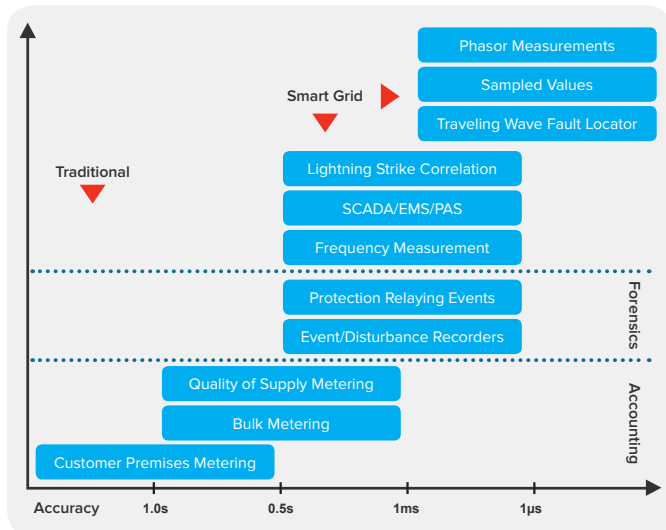 Phasor Measurements
Smart Grid
Sampled Values
Traveling Wave Fault Locator
Traditional
Lightning Strike Correlation
SCADA/EMS/PAS
Frequency Measurement
Protection Relaying Events
Event/Disturbance Recorders
Forensics
Quality of Supply Metering
Bulk Metering
Customer Premises Metering
Accounting
Accuracy
1.0s
0.5s
1ms
1µs